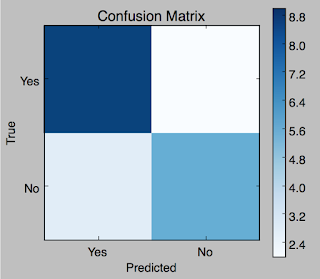 Confusion Matrix
8.8
8.0
7.2
6.4
5.6
4.8
4.0
3.2
2.4
Yes
No
True
Yes No
Predicted